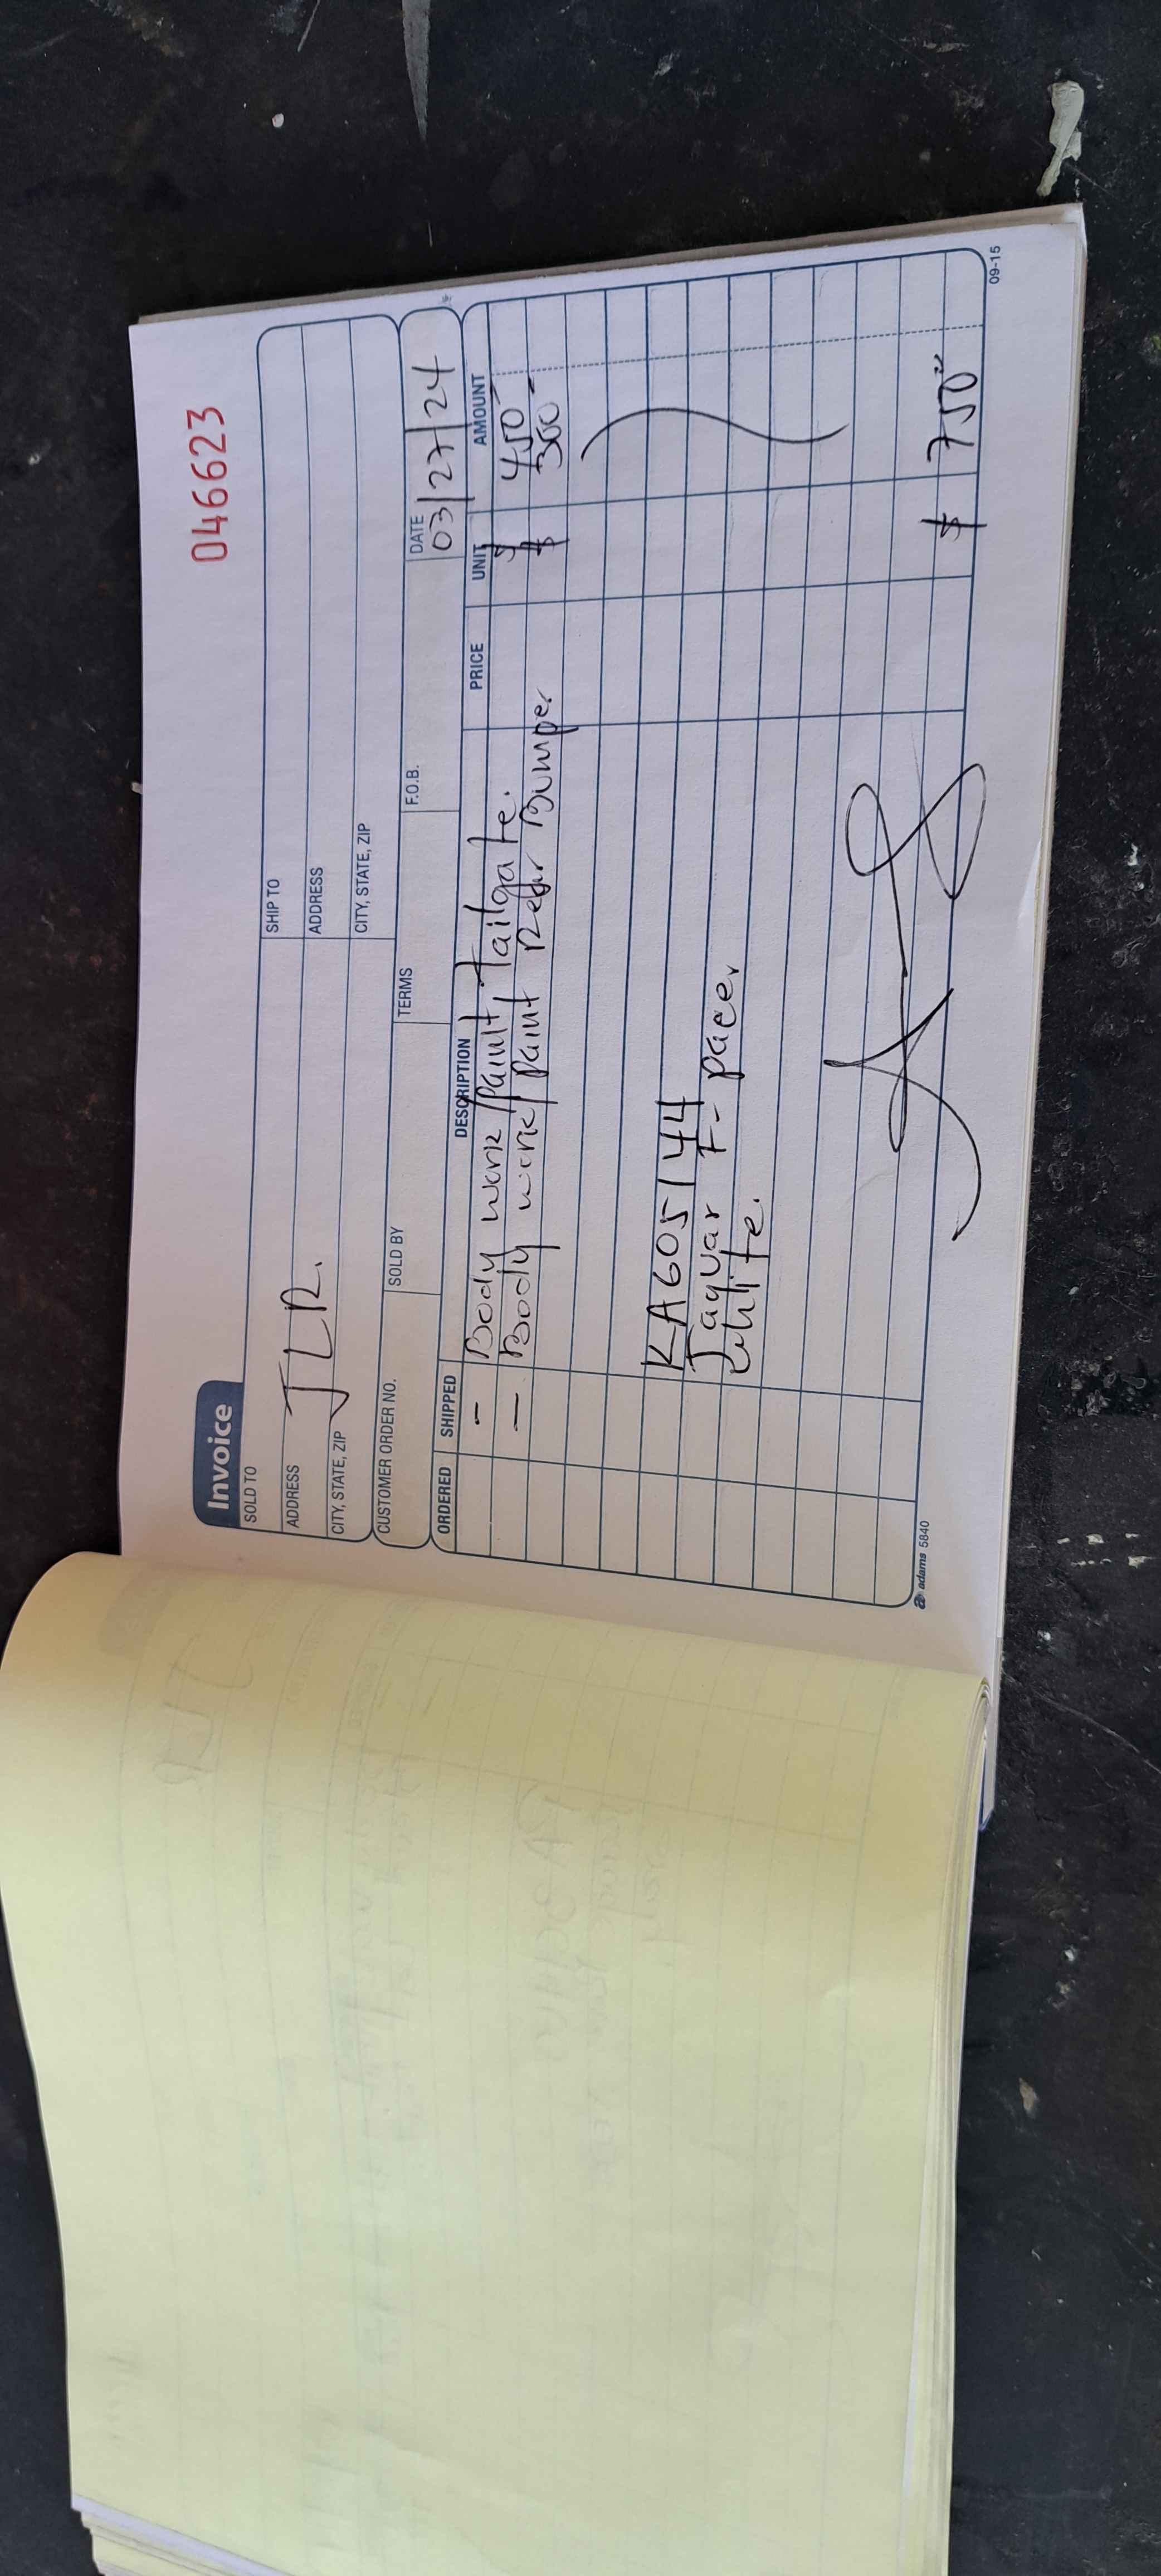 046623
Invoice
SOLD TO
SHIP TO
ADDRESS
JLR.
ADDRESS
CITY, STATE, ZIP
CITY, STATE, ZIP
CUSTOMER ORDER NO.
SOLD BY
TERMS
F.O.B.
DATE
03/27/24
ORDERED SHIPPED DESCRIPTION PRICE UNIT AMOUNT
- Body work/paint tailgate. $ 450-
- Body work/paint Rear Bumper $ 300-
KA605144
Jaguar F-pacer
white.
$ 750
adams 5840
09-15